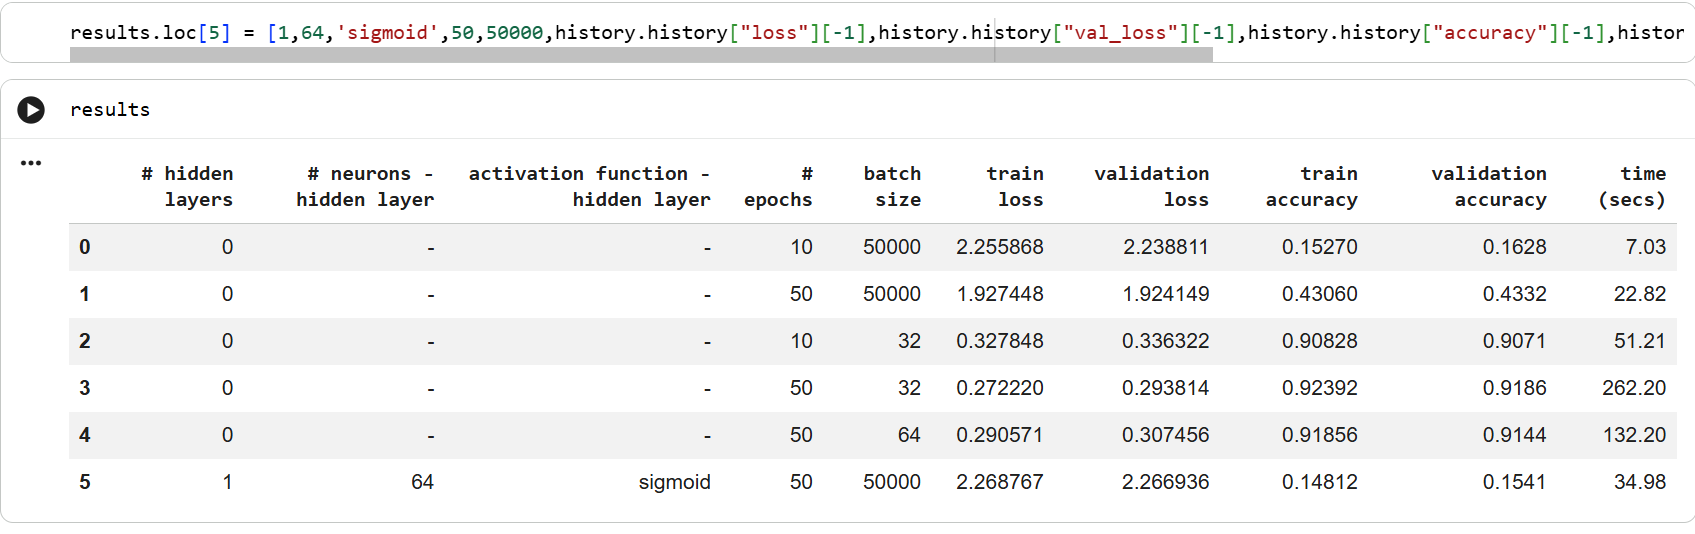 results.loc[5] = [1,64,'sigmoid',50,50000,history.history["loss"][-1],history.history["val_loss"][-1],history.history["accuracy"][-1],histor
results
# hidden layers # neurons - hidden layer activation function - hidden layer # epochs batch size train loss validation loss train accuracy validation accuracy time (secs)
0 0 - - 10 50000 2.255868 2.238811 0.15270 0.1628 7.03
1 0 - - 50 50000 1.927448 1.924149 0.43060 0.4332 22.82
2 0 - - 10 32 0.327848 0.336322 0.90828 0.9071 51.21
3 0 - - 50 32 0.272220 0.293814 0.92392 0.9186 262.20
4 0 - - 50 64 0.290571 0.307456 0.91856 0.9144 132.20
5 1 64 sigmoid 50 50000 2.268767 2.266936 0.14812 0.1541 34.98